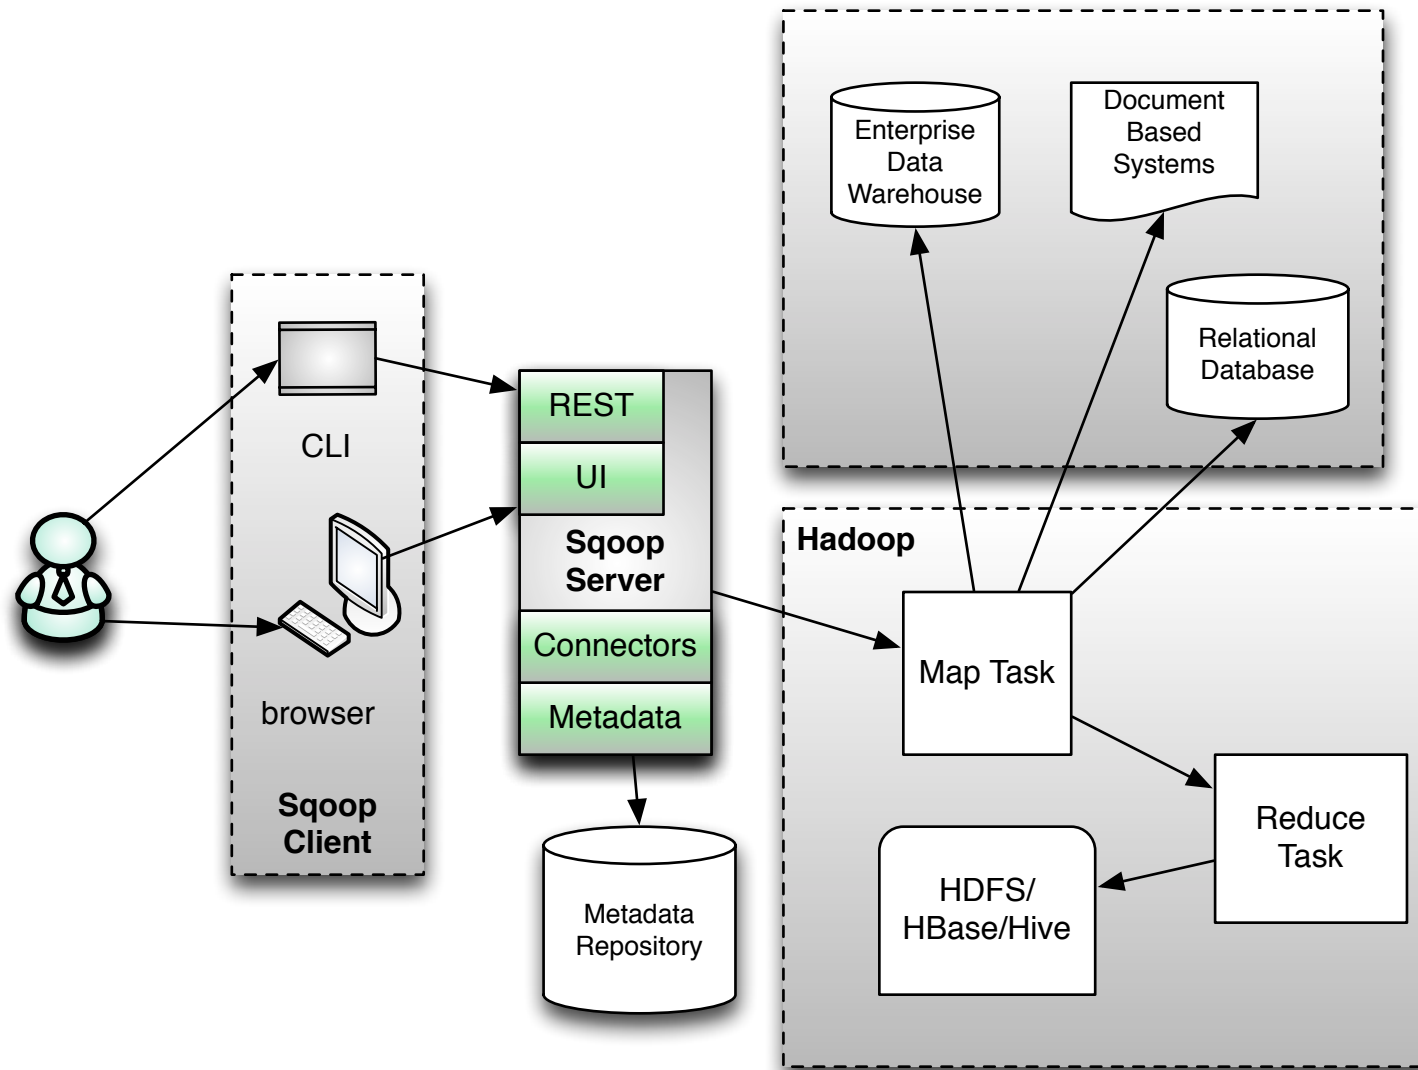 Enterprise
Data
Warehouse
Document
Based
Systems
Relational
Database
CLI
browser
Sqoop
Client
REST
UI
Sqoop
Server
Connectors
Metadata
Metadata
Repository
Hadoop
Map Task
Reduce
Task
HDFS/
HBase/Hive